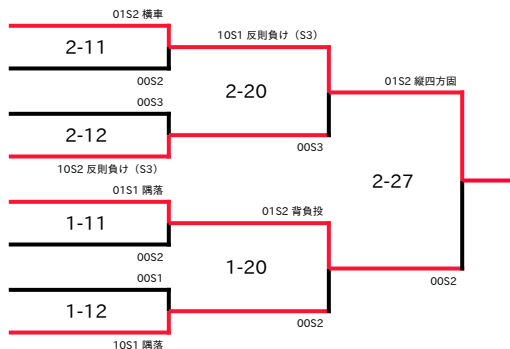 01S2 横車
2-11
00S2
00S3
2-12
10S2 反則負け（S3）
10S1 反則負け（S3）
2-20
00S3
01S1 隅落
1-11
00S2
00S1
1-12
10S1 隅落
01S2 背負投
1-20
00S2
01S2 縦四方固
2-27
00S2